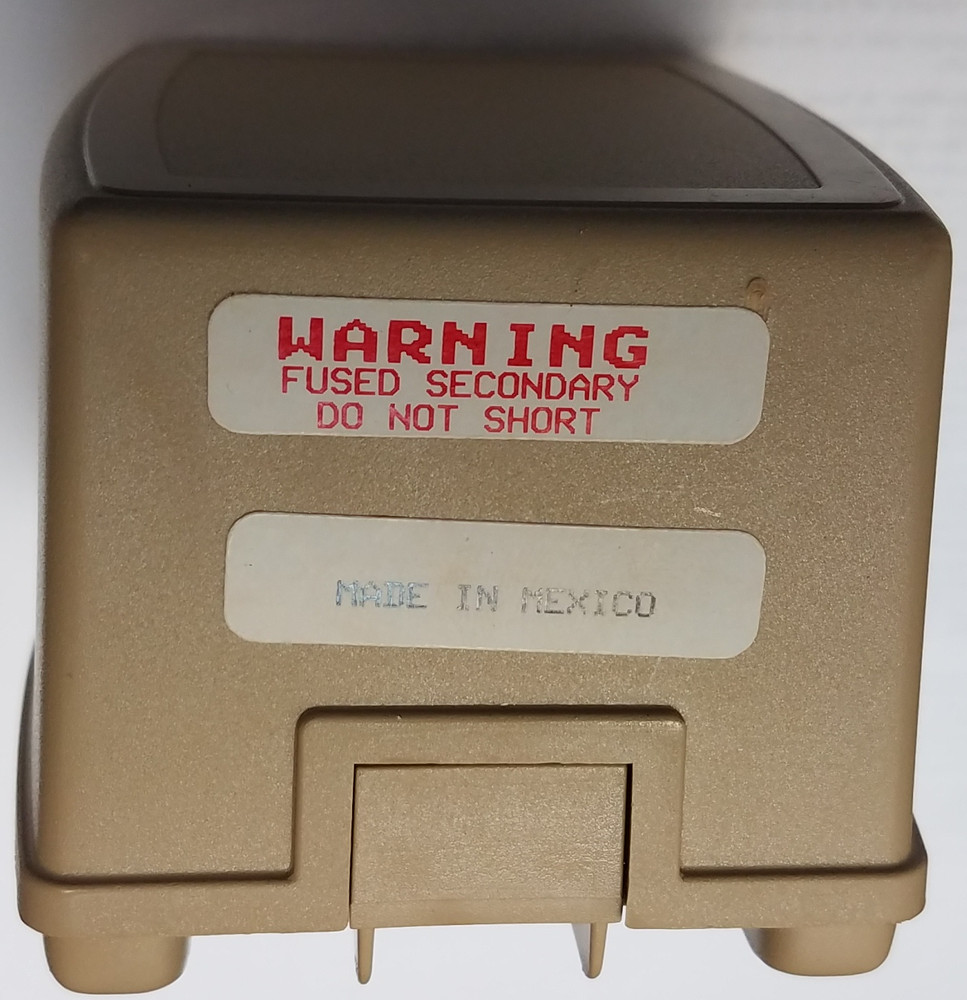 WARNING
FUSED SECONDARY
DO NOT SHORT
MADE IN MEXICO